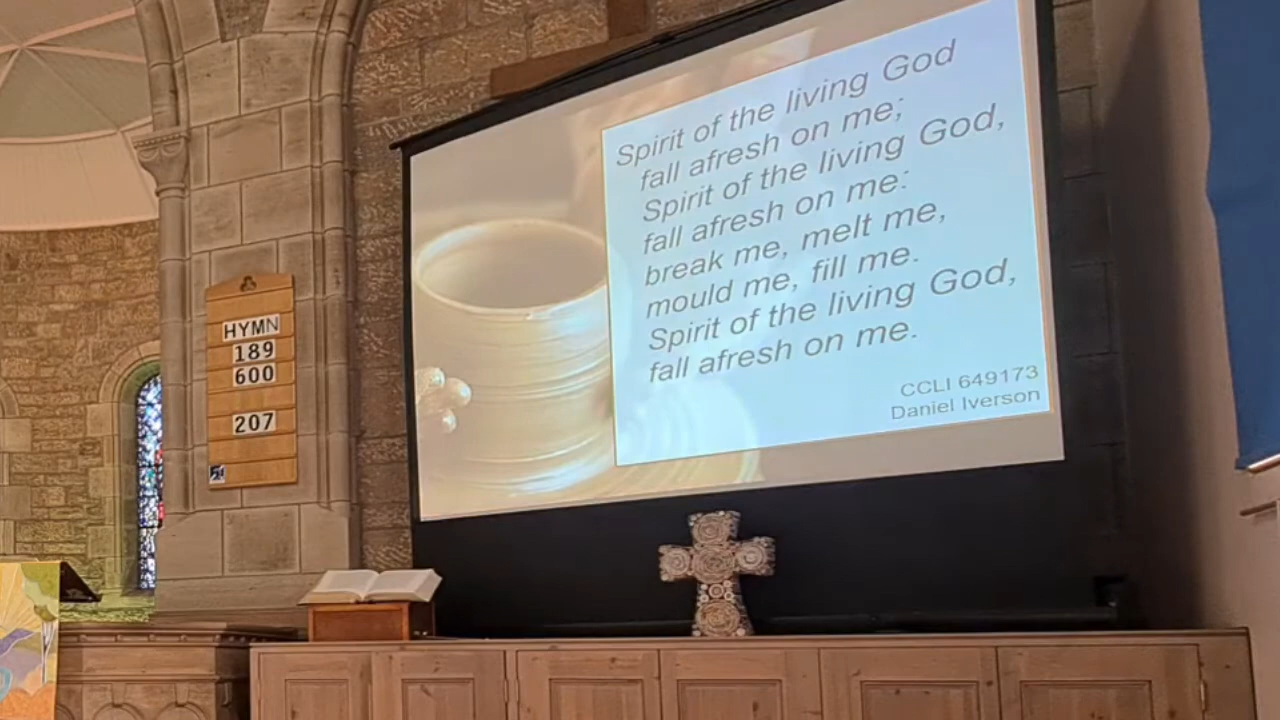 HYMN
189
600
207
Spirit of the living God
fall afresh on me;
Spirit of the living God,
fall afresh on me:
break me, melt me,
mould me, fill me.
Spirit of the living God,
fall afresh on me.
CCLI 649173
Daniel Iverson